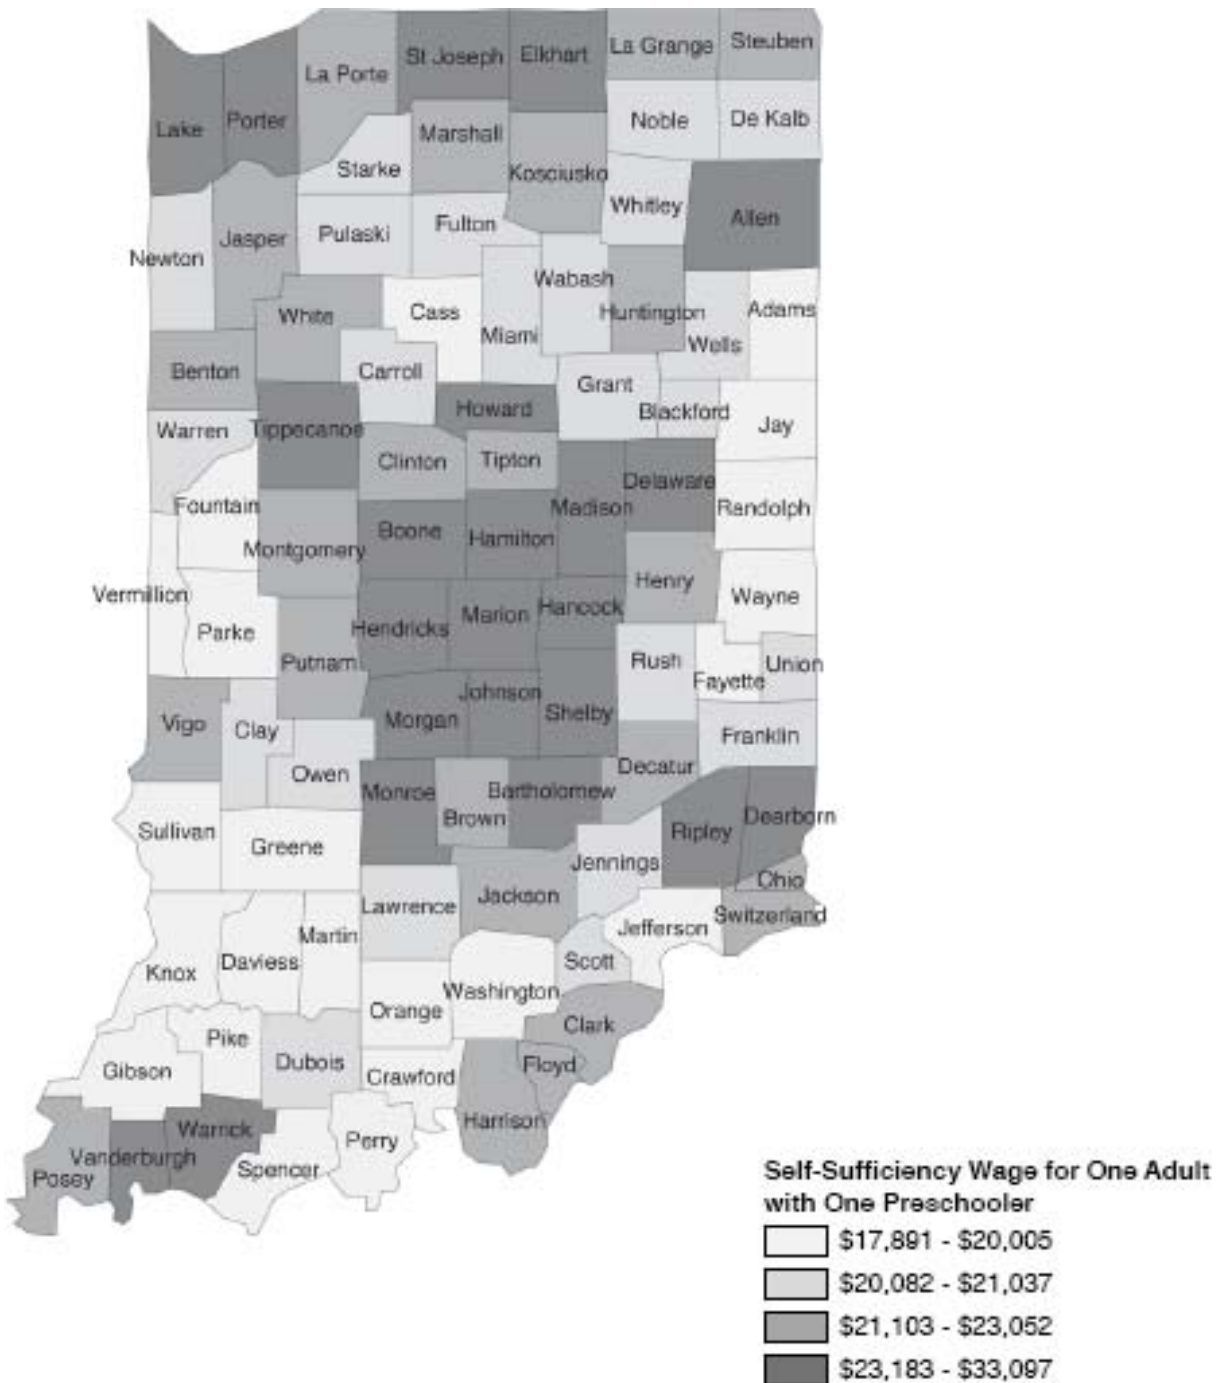 St Joseph
Elkhart
La Grange
Steuben
La Porte
Lake
Porter
Noble
De Kalb
Marshall
Starke
Kosciusko
Whitley
Allen
Fulton
Pulaski
Jasper
Newton
Wabash
Cass
White
Miami
Huntington
Adams
Wells
Benton
Carroll
Grant
Howard
Blackford
Jay
Warren
Tippecanoe
Clinton
Tipton
Delaware
Fountain
Madison
Randolph
Boone
Hamilton
Montgomery
Henry
Vermillion
Wayne
Hancock
Marion
Hendricks
Parke
Putnam
Rush
Union
Fayette
Johnson
Shelby
Morgan
Vigo
Clay
Franklin
Decatur
Owen
Monroe
Bartholomew
Brown
Dearborn
Ripley
Sullivan
Greene
Jennings
Ohio
Jackson
Lawrence
Switzerland
Jefferson
Martin
Daviess
Knox
Scott
Washington
Orange
Clark
Pike
Dubois
Floyd
Gibson
Crawford
Harrison
Warrick
Perry
Vanderburgh
Spencer
Posey
Self-Sufficiency Wage for One Adult
with One Preschooler
$17,891 - $20,005
$20,082 - $21,037
$21,103 - $23,052
$23,183 - $33,097